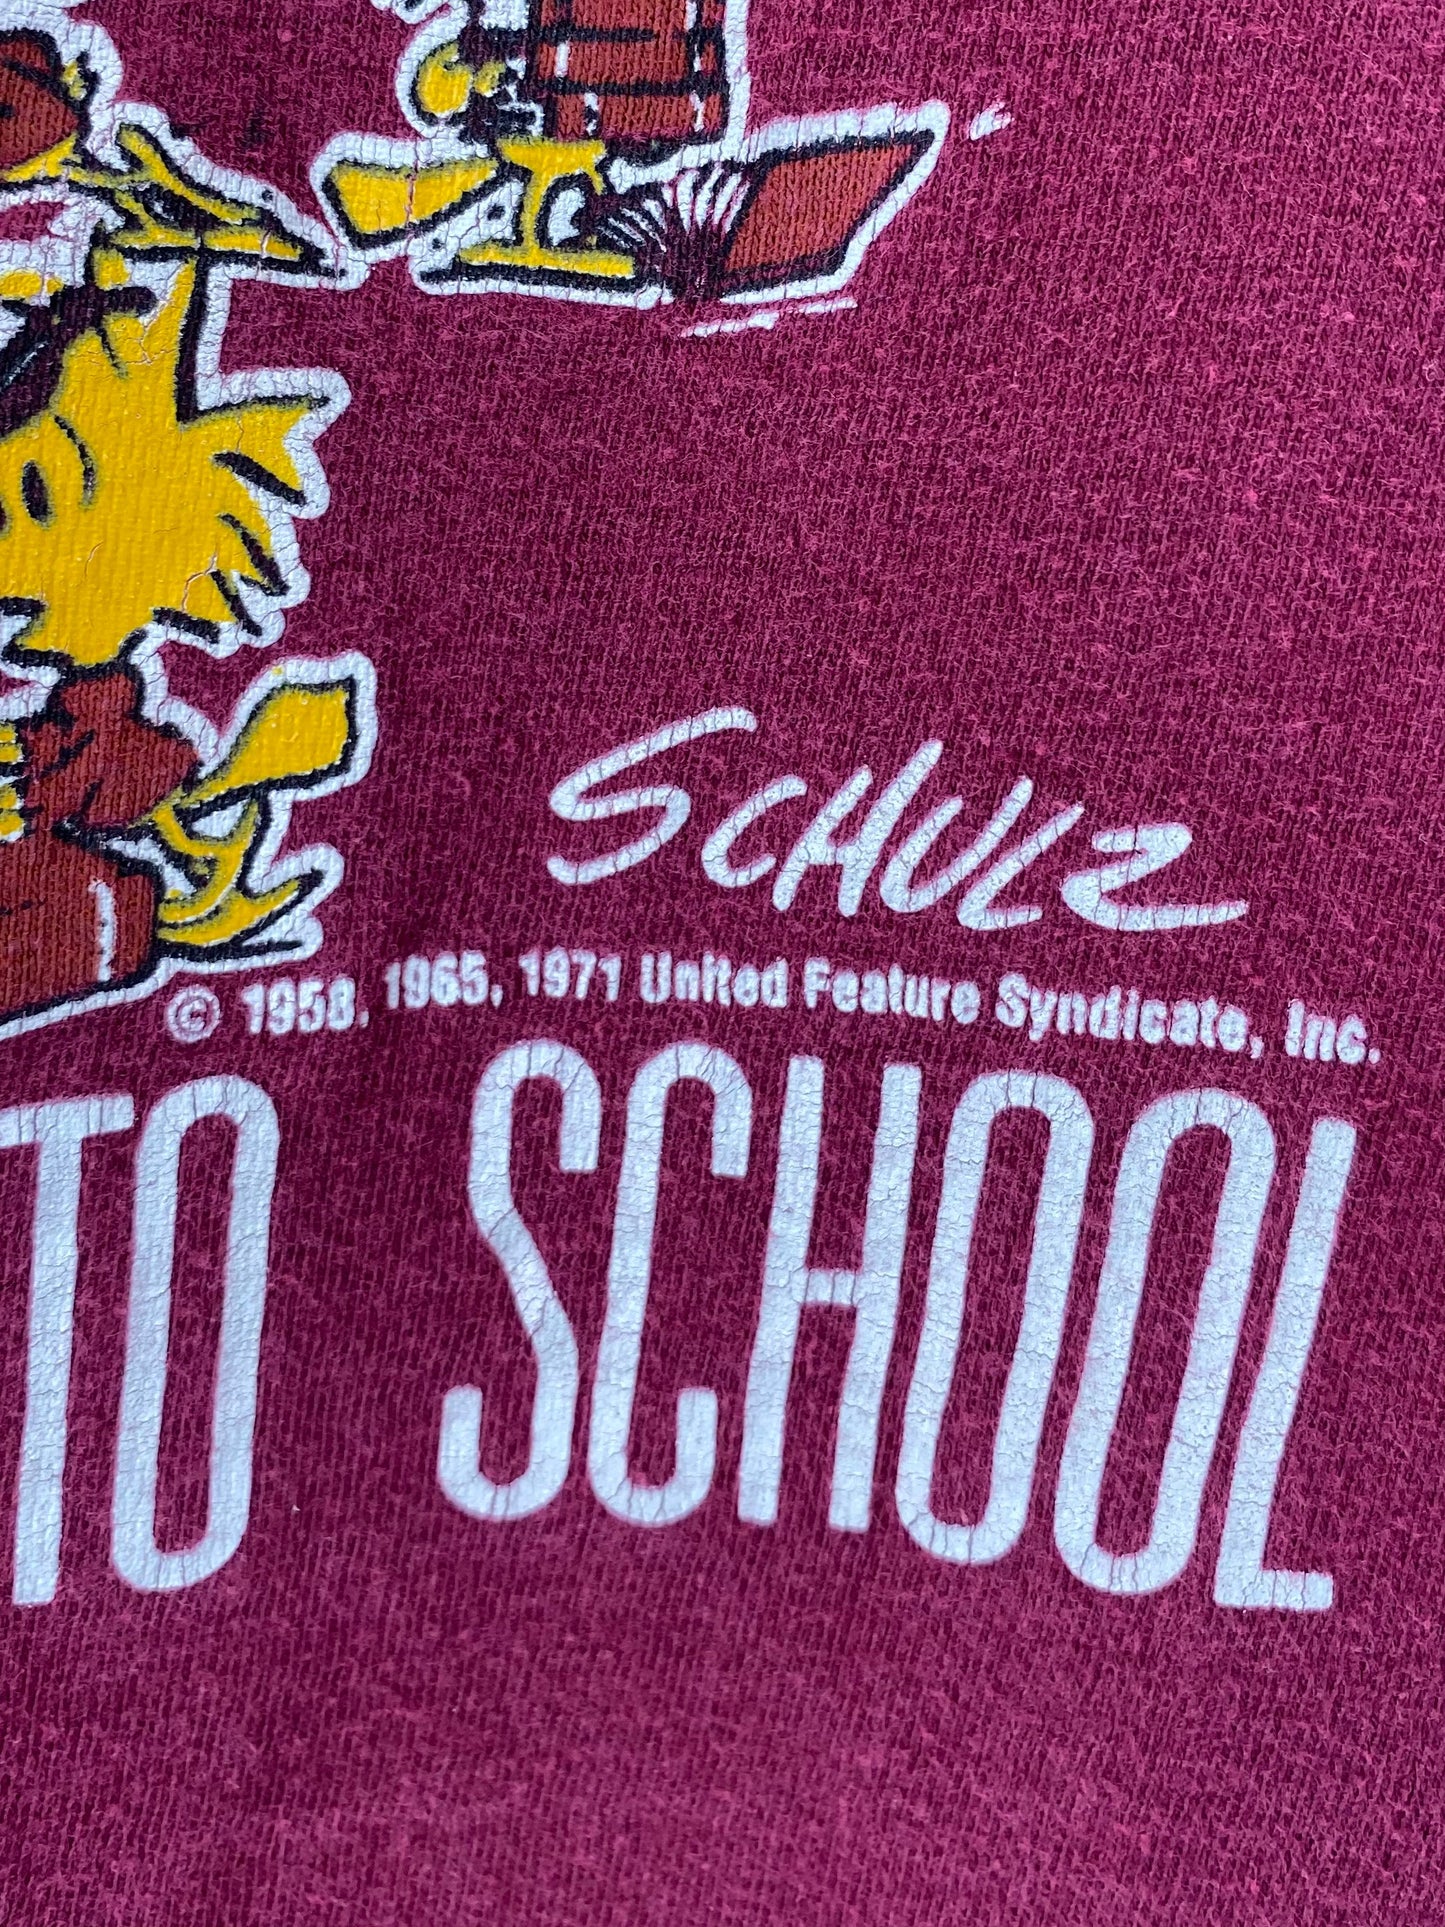 SCHULZ
© 1958, 1965, 1971 United Feature Syndicate, Inc.
TO SCHOOL